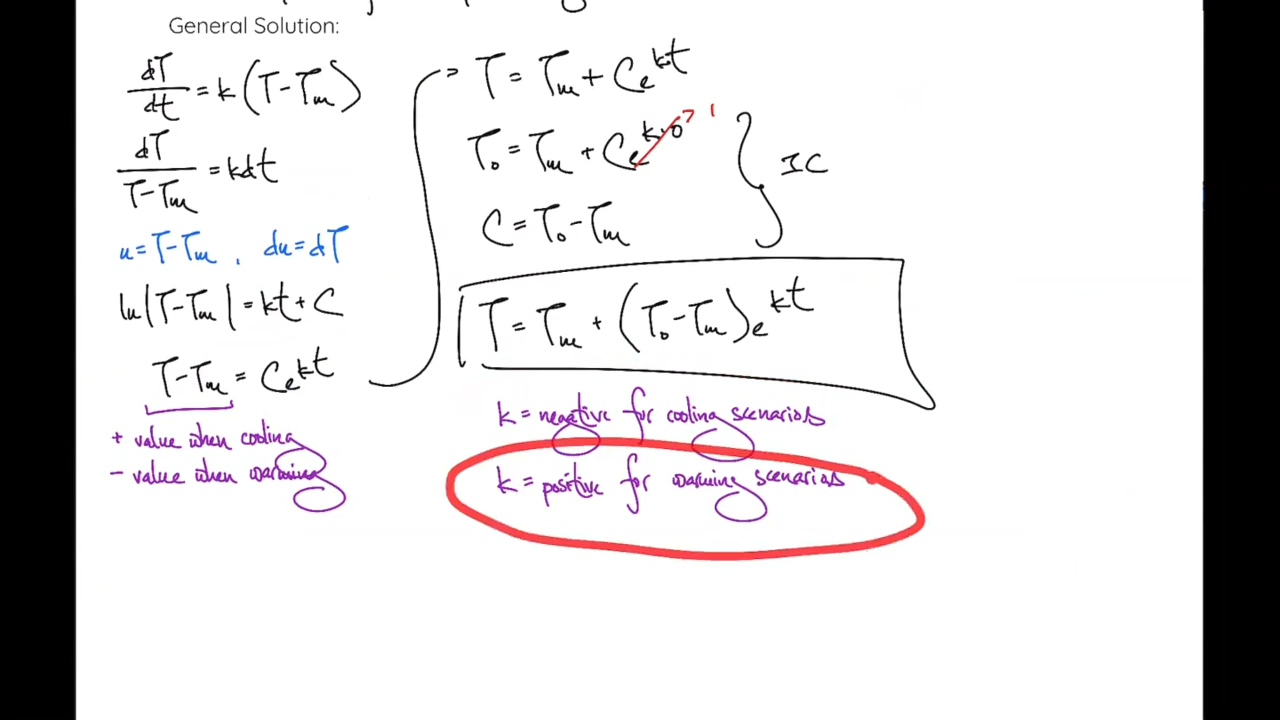 General Solution:
dT/dt = k(T-Tm)
dT/(T-Tm) = kdt
u = T-Tm, du = dT
ln|T-Tm| = kt + C
T-Tm = Ce^kt
+ value when cooling
- value when warming
T = Tm + Ce^kt
T₀ = Tm + Ce^k·0 → 1
C = T₀-Tm
IC
T = Tm + (T₀-Tm)e^kt
k = negative for cooling scenarios
k = positive for warming scenarios